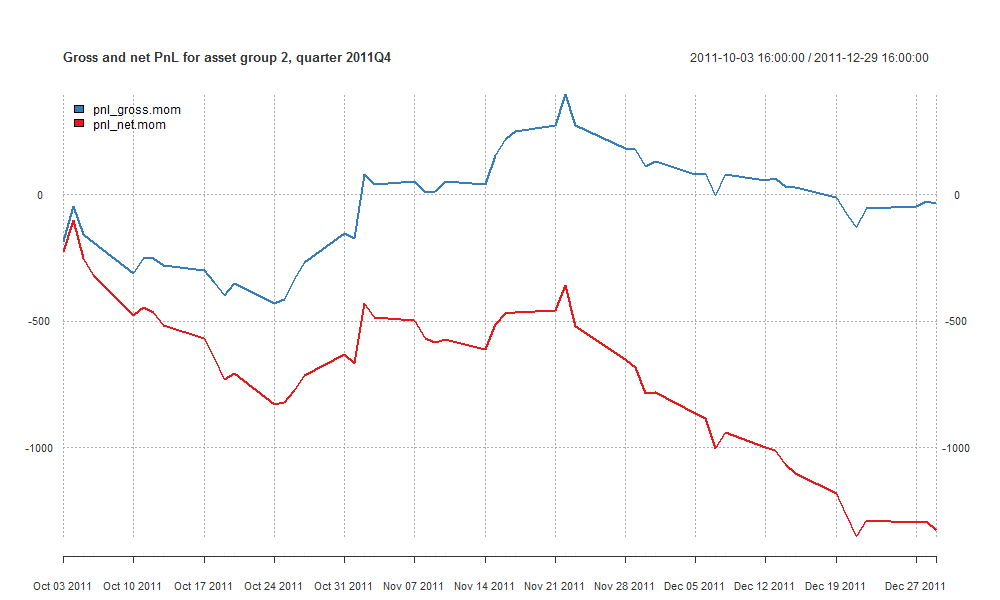 Gross and net PnL for asset group 2, quarter 2011Q4 2011-10-03 16:00:00 / 2011-12-29 16:00:00
pnl_gross.mom
pnl_net.mom
0 0
-500 -500
-1000 -1000
Oct 03 2011 Oct 10 2011 Oct 17 2011 Oct 24 2011 Oct 31 2011 Nov 07 2011 Nov 14 2011 Nov 21 2011 Nov 28 2011 Dec 05 2011 Dec 12 2011 Dec 19 2011 Dec 27 2011